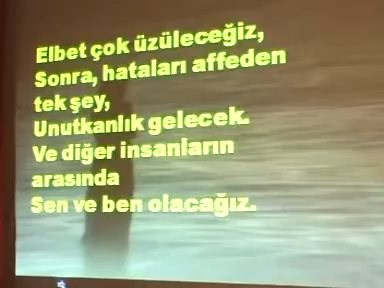 Elbet çok üzüleceğiz,
Sonra, hataları affeden
tek şey,
Unutkanlık gelecek.
Ve diğer insanların
arasında
Sen ve ben olacağız.